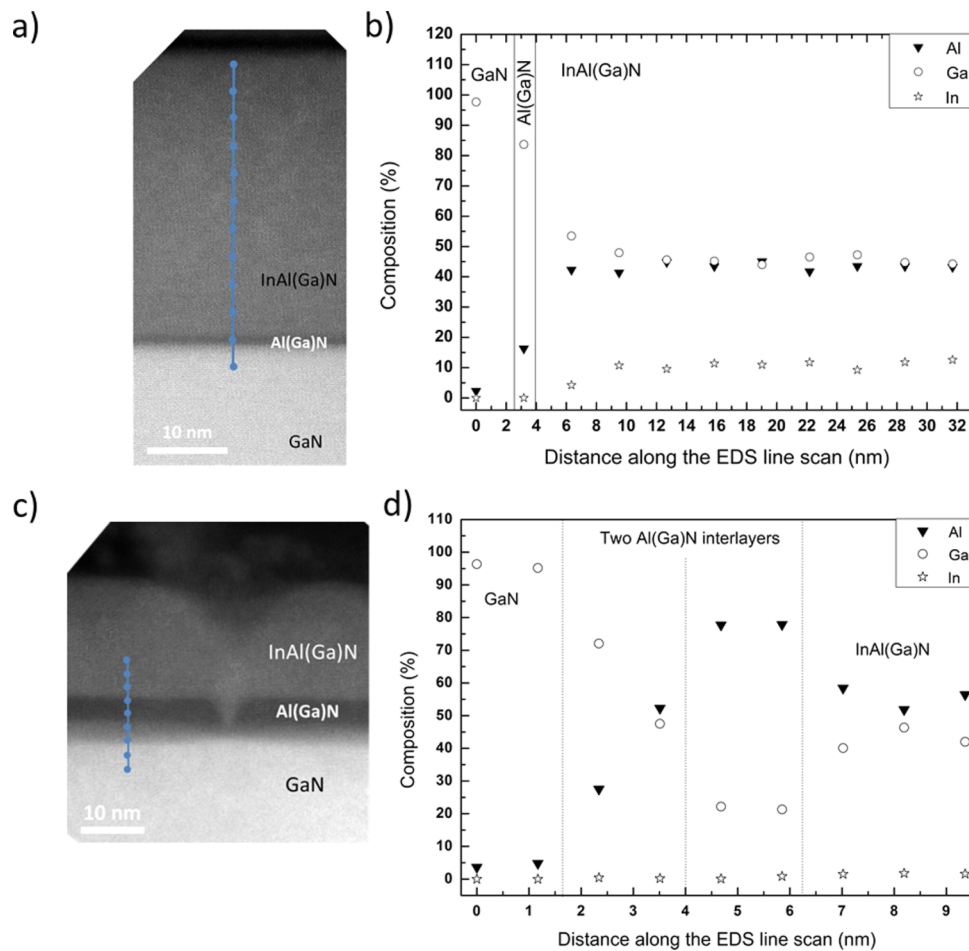 a)
InAl(Ga)N
Al(Ga)N
10 nm
GaN
b)
120
110
100
90
80
70
60
50
40
30
20
10
0
Composition (%)
GaN
Al(Ga)N
InAl(Ga)N
Al
Ga
In
0 2 4 6 8 10 12 14 16 18 20 22 24 26 28 30 32
Distance along the EDS line scan (nm)
c)
InAl(Ga)N
Al(Ga)N
GaN
10 nm
d)
110
100
90
80
70
60
50
40
30
20
10
0
Composition (%)
GaN
Two Al(Ga)N interlayers
InAl(Ga)N
Al
Ga
In
0 1 2 3 4 5 6 7 8 9
Distance along the EDS line scan (nm)